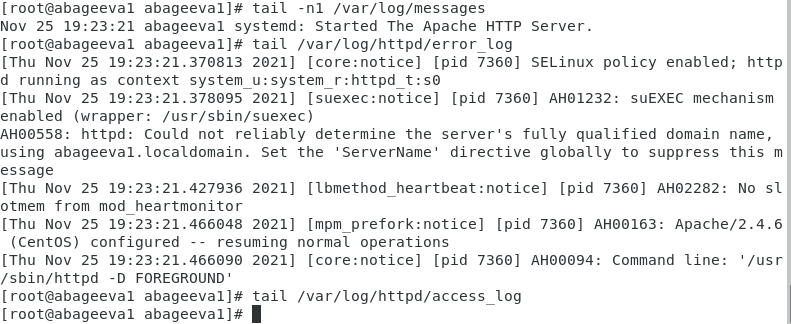 [root@abageeva1 abageeva1]# tail -n1 /var/log/messages
Nov 25 19:23:21 abageeva1 systemd: Started The Apache HTTP Server.
[root@abageeva1 abageeva1]# tail /var/log/httpd/error_log
[Thu Nov 25 19:23:21.370813 2021] [core:notice] [pid 7360] SELinux policy enabled; http
d running as context system_u:system_r:httpd_t:s0
[Thu Nov 25 19:23:21.378095 2021] [suexec:notice] [pid 7360] AH01232: suEXEC mechanism
enabled (wrapper: /usr/sbin/suexec)
AH00558: httpd: Could not reliably determine the server's fully qualified domain name,
using abageeva1.localdomain. Set the 'ServerName' directive globally to suppress this m
essage
[Thu Nov 25 19:23:21.427936 2021] [lbmethod_heartbeat:notice] [pid 7360] AH02282: No sl
otmem from mod_heartmonitor
[Thu Nov 25 19:23:21.466048 2021] [mpm_prefork:notice] [pid 7360] AH00163: Apache/2.4.6
 (CentOS) configured -- resuming normal operations
[Thu Nov 25 19:23:21.466090 2021] [core:notice] [pid 7360] AH00094: Command line: '/usr
/sbin/httpd -D FOREGROUND'
[root@abageeva1 abageeva1]# tail /var/log/httpd/access_log
[root@abageeva1 abageeva1]#